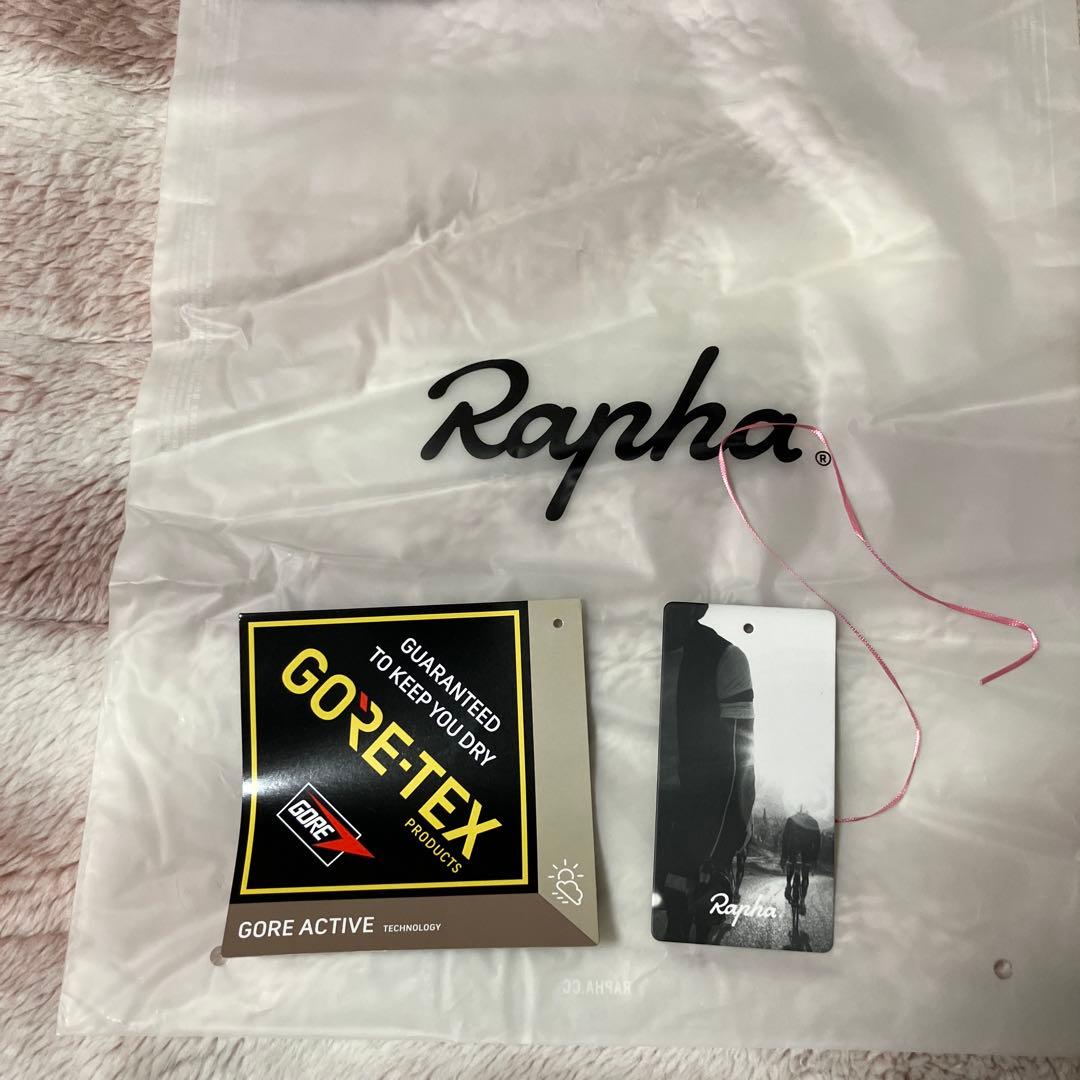 Rapha®
GUARANTEED
TO KEEP YOU DRY
GORE-TEX
PRODUCTS
GORE
GORE ACTIVE TECHNOLOGY
Rapha
RAPHA.CC